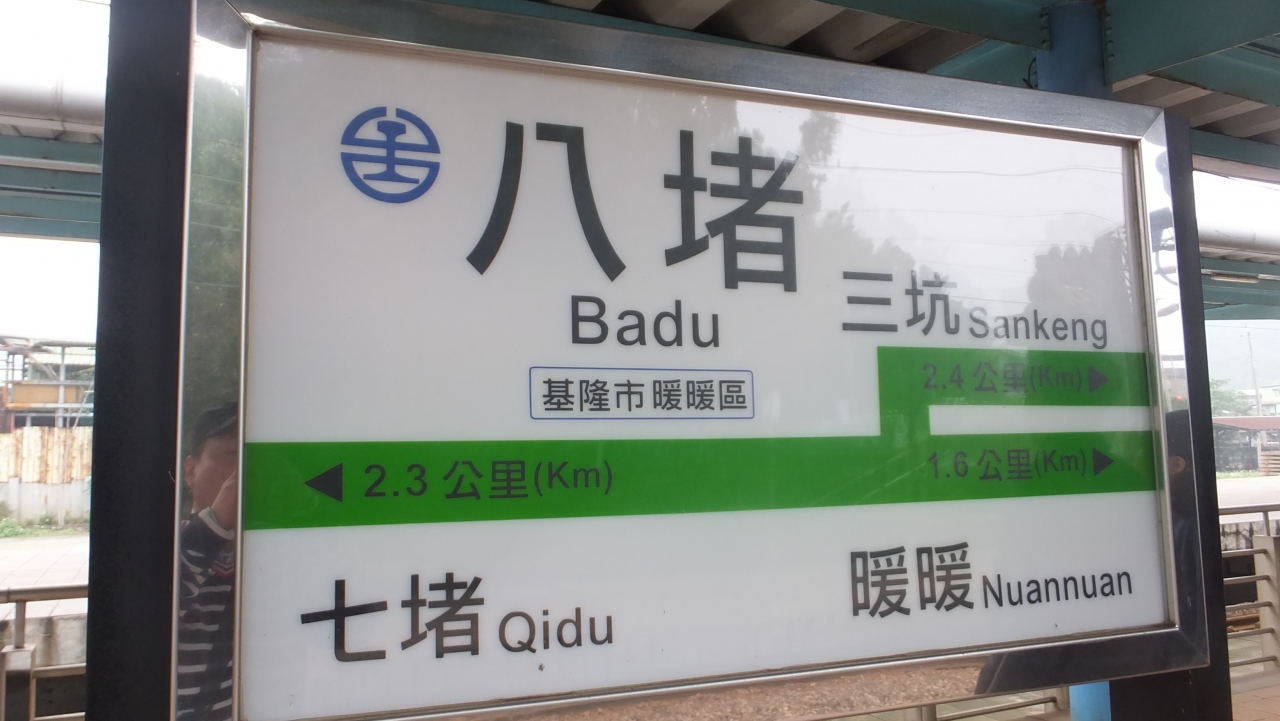 八堵
Badu
基隆市暖暖區
三坑 Sankeng
2.4 公里(Km) ▶
◀ 2.3 公里(Km)
1.6 公里(Km) ▶
七堵 Qidu
暖暖 Nuannuan